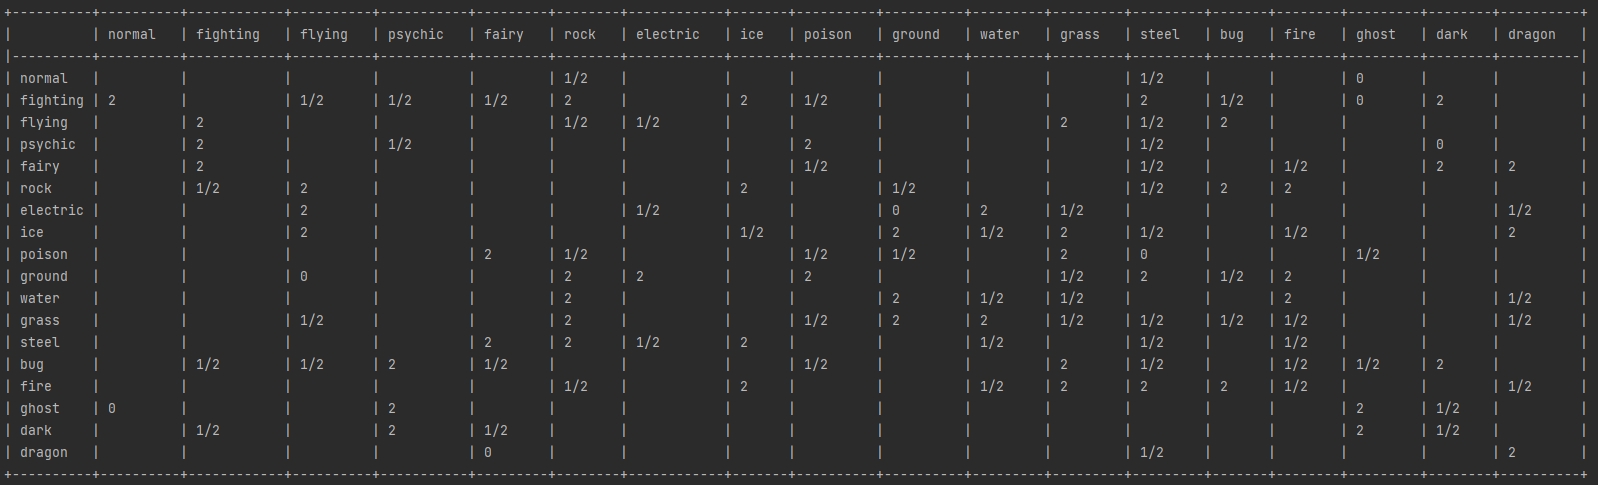 +----------+----------+-------------+----------+-----------+---------+--------+-------------+-------+----------+----------+---------+---------+---------+-------+--------+---------+--------+----------+
|          | normal   | fighting    | flying   | psychic   | fairy   | rock   | electric   | ice   | poison   | ground   | water   | grass   | steel   | bug   | fire   | ghost   | dark   | dragon   |
|----------+----------+-------------+----------+-----------+---------+--------+-------------+-------+----------+----------+---------+---------+---------+-------+--------+---------+--------+----------|
| normal   |          |             |          |           |         | 1/2    |            |       |          |          |         |         | 1/2     |       |        | 0       |        |          |
| fighting | 2        |             | 1/2      | 1/2       | 1/2     | 2      |            | 2     | 1/2      |          |         |         | 2       | 1/2   |        | 0       | 2      |          |
| flying   |          | 2           |          |           |         | 1/2    | 1/2        |       |          |          |         | 2       | 1/2     | 2     |        |         |        |          |
| psychic  |          | 2           |          | 1/2       |         |        |            |       | 2        |          |         |         | 1/2     |       |        |         | 0      |          |
| fairy    |          | 2           |          |           |         |        |            |       | 1/2      |          |         |         | 1/2     |       | 1/2    |         | 2      | 2        |
| rock     |          | 1/2         | 2        |           |         |        |            | 2     |          | 1/2      |         |         | 1/2     | 2     | 2      |         |        |          |
| electric |          |             | 2        |           |         |        | 1/2        |       |          | 0        | 2       | 1/2     |         |       |        |         |        | 1/2      |
| ice      |          |             | 2        |           |         |        |            | 1/2   |          | 2        | 1/2     | 2       | 1/2     |       | 1/2    |         |        | 2        |
| poison   |          |             |          |           | 2       | 1/2    |            |       | 1/2      | 1/2      |         | 2       | 0       |       |        | 1/2     |        |          |
| ground   |          |             | 0        |           |         | 2      | 2          |       | 2        |          |         | 1/2     | 2       | 1/2   | 2      |         |        |          |
| water    |          |             |          |           |         | 2      |            |       |          | 2        | 1/2     | 1/2     |         |       | 2      |         |        | 1/2      |
| grass    |          |             | 1/2      |           |         | 2      |            |       | 1/2      | 2        | 2       | 1/2     | 1/2     | 1/2   | 1/2    |         |        | 1/2      |
| steel    |          |             |          |           | 2       | 2      | 1/2        | 2     |          |          | 1/2     |         | 1/2     |       | 1/2    |         |        |          |
| bug      |          | 1/2         | 1/2      | 2         | 1/2     |        |            |       | 1/2      |          |         | 2       | 1/2     |       | 1/2    | 1/2     | 2      |          |
| fire     |          |             |          |           |         | 1/2    |            | 2     |          |          | 1/2     | 2       | 2       | 2     | 1/2    |         |        | 1/2      |
| ghost    | 0        |             |          | 2         |         |        |            |       |          |          |         |         |         |       |        | 2       | 1/2    |          |
| dark     |          | 1/2         |          | 2         | 1/2     |        |            |       |          |          |         |         |         |       |        | 2       | 1/2    |          |
| dragon   |          |             |          |           | 0       |        |            |       |          |          |         |         | 1/2     |       |        |         |        | 2        |
+----------+----------+-------------+----------+-----------+---------+--------+-------------+-------+----------+----------+---------+---------+---------+-------+--------+---------+--------+----------+